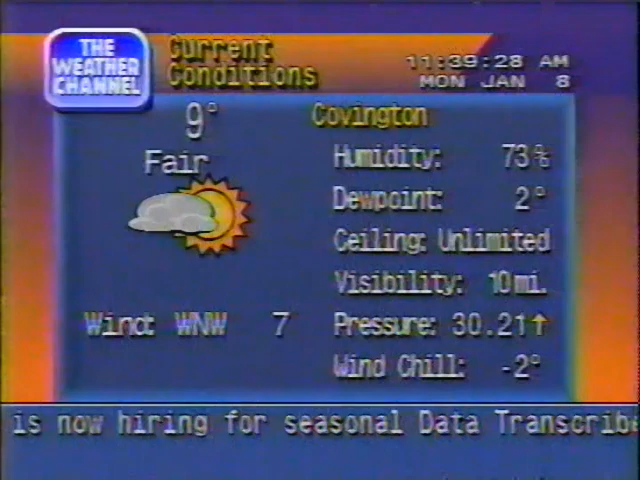 THE
WEATHER
CHANNEL
Current
Conditions
11:39:28 AM
MON JAN 8
9°
Fair
Wind: WNW 7
Covington
Humidity: 73%
Dewpoint: 2°
Ceiling: Unlimited
Visibility: 10mi.
Pressure: 30.21↑
Wind Chill: -2°
is now hiring for seasonal Data Transcribe